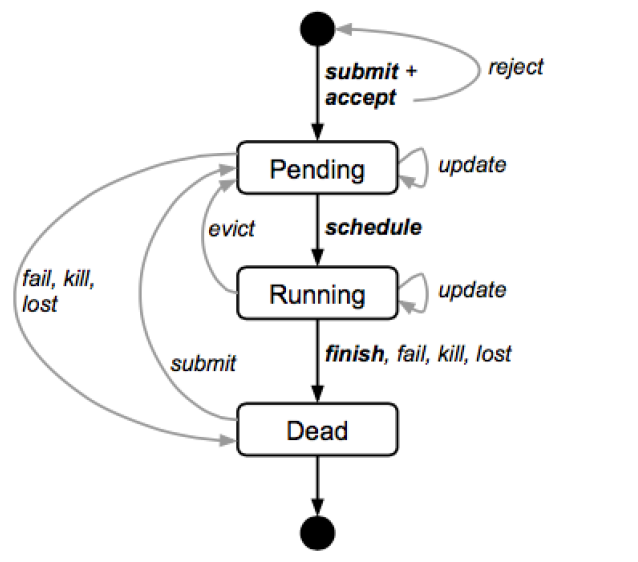 submit +
accept
reject
Pending
update
evict
schedule
fail, kill,
lost
Running
update
submit
finish, fail, kill, lost
Dead